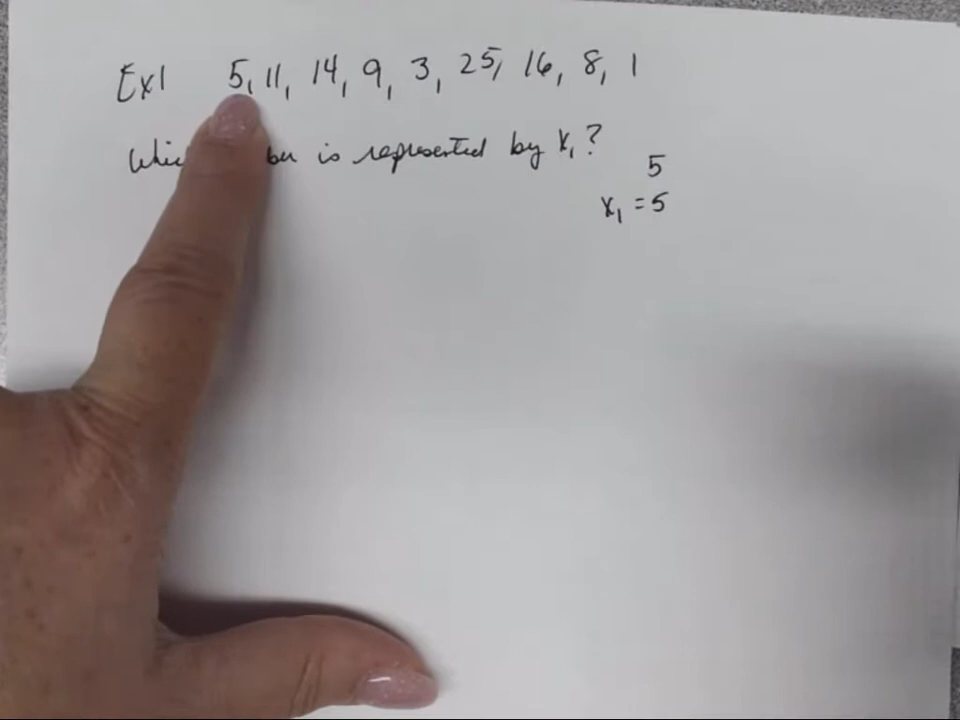 Ex1 5, 11, 14, 9, 3, 25, 16, 8, 1
is represented by x₁?
5
x₁ = 5